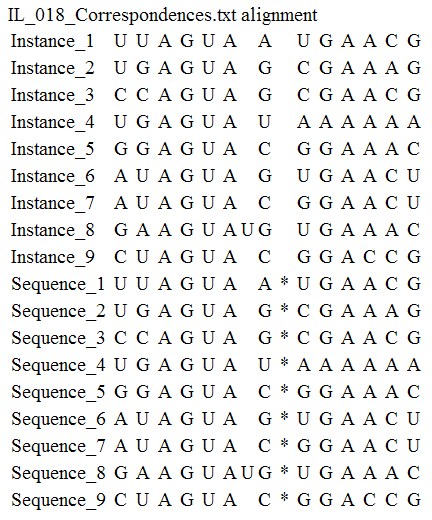 IL_018_Correspondences.txt alignment
Instance_1 U U A G U A A U G A A C G
Instance_2 U G A G U A G C G A A A G
Instance_3 C C A G U A G C G A A C G
Instance_4 U G A G U A U A A A A A A
Instance_5 G G A G U A C G G A A A C
Instance_6 A U A G U A G U G A A C U
Instance_7 A U A G U A C G G A A C U
Instance_8 G A A G U A U G U G A A A C
Instance_9 C U A G U A C G G A C C G
Sequence_1 U U A G U A A * U G A A C G
Sequence_2 U G A G U A G * C G A A A G
Sequence_3 C C A G U A G * C G A A C G
Sequence_4 U G A G U A U * A A A A A A
Sequence_5 G G A G U A C * G G A A A C
Sequence_6 A U A G U A G * U G A A C U
Sequence_7 A U A G U A C * G G A A C U
Sequence_8 G A A G U A U G * U G A A A C
Sequence_9 C U A G U A C * G G A C C G